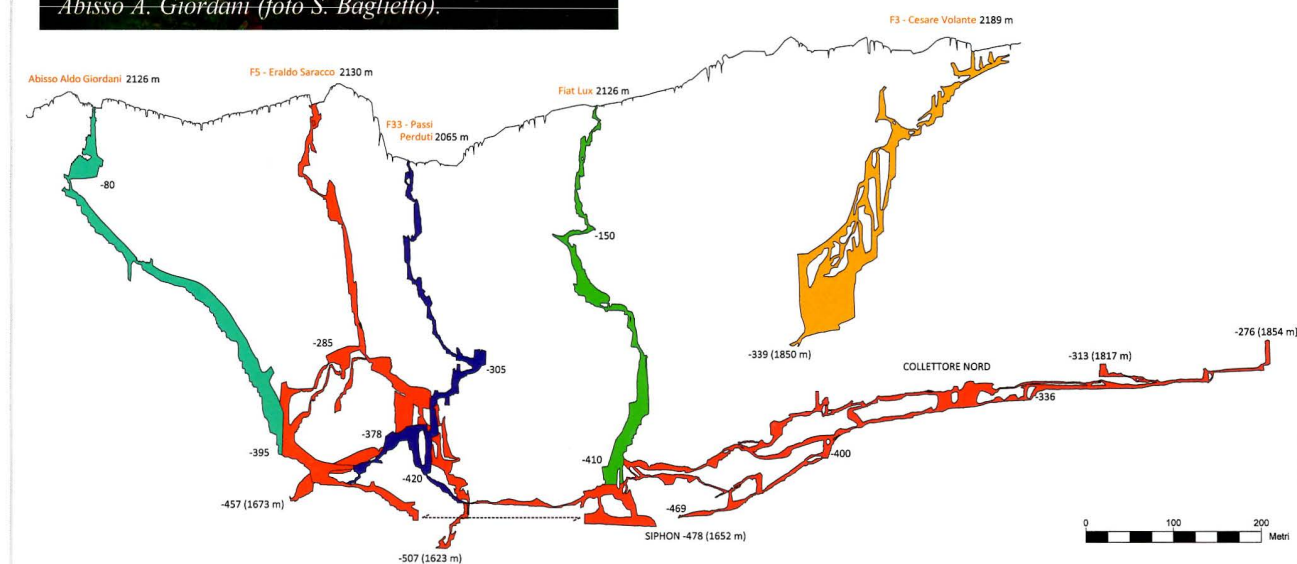 Abisso A. Giordani (foto S. Baglietto).
F3 - Cesare Volante 2189 m
Abisso Aldo Giordani 2126 m
F5 - Eraldo Saracco 2130 m
Fiat Lux 2126 m
F33 - Passi
Perduti 2065 m
-80
-150
-285
-305
-339 (1850 m)
-276 (1854 m)
-313 (1817 m)
COLLETTORE NORD
-336
-378
-395
-400
-410
-420
-457 (1673 m)
-469
SIPHON -478 (1652 m)
-507 (1623 m)
0 100 200
Metri